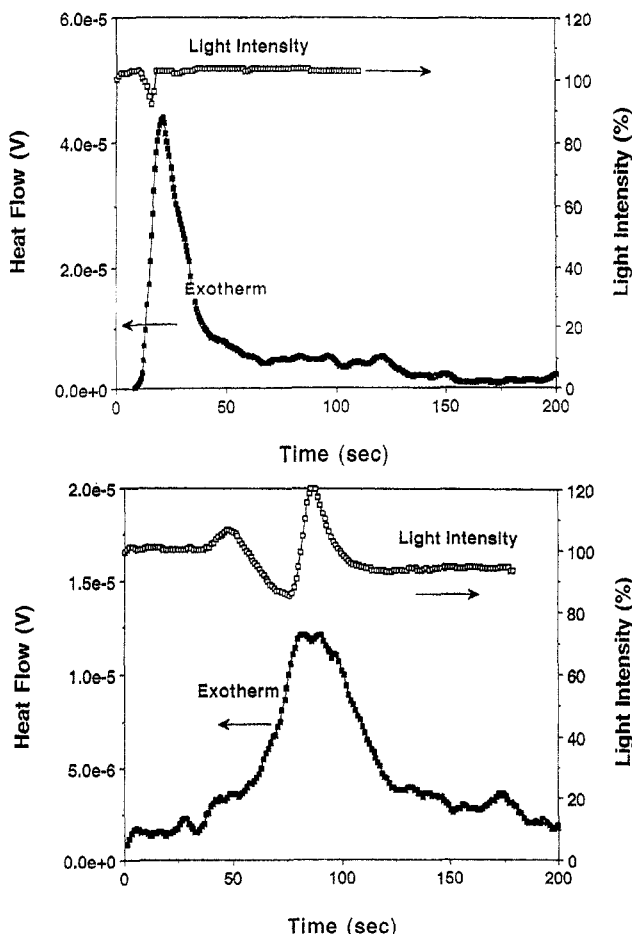 6.0e-5
120
Light Intensity
100
4.0e-5
80
Heat Flow (V)
60
Light Intensity (%)
2.0e-5
40
Exotherm
20
0.0e+0
0
0 50 100 150 200
Time (sec)
2.0e-5
120
Light Intensity
100
1.5e-5
80
Heat Flow (V)
1.0e-5
60
Light Intensity (%)
Exotherm
40
5.0e-6
20
0.0e+0
0
0 50 100 150 200
Time (sec)